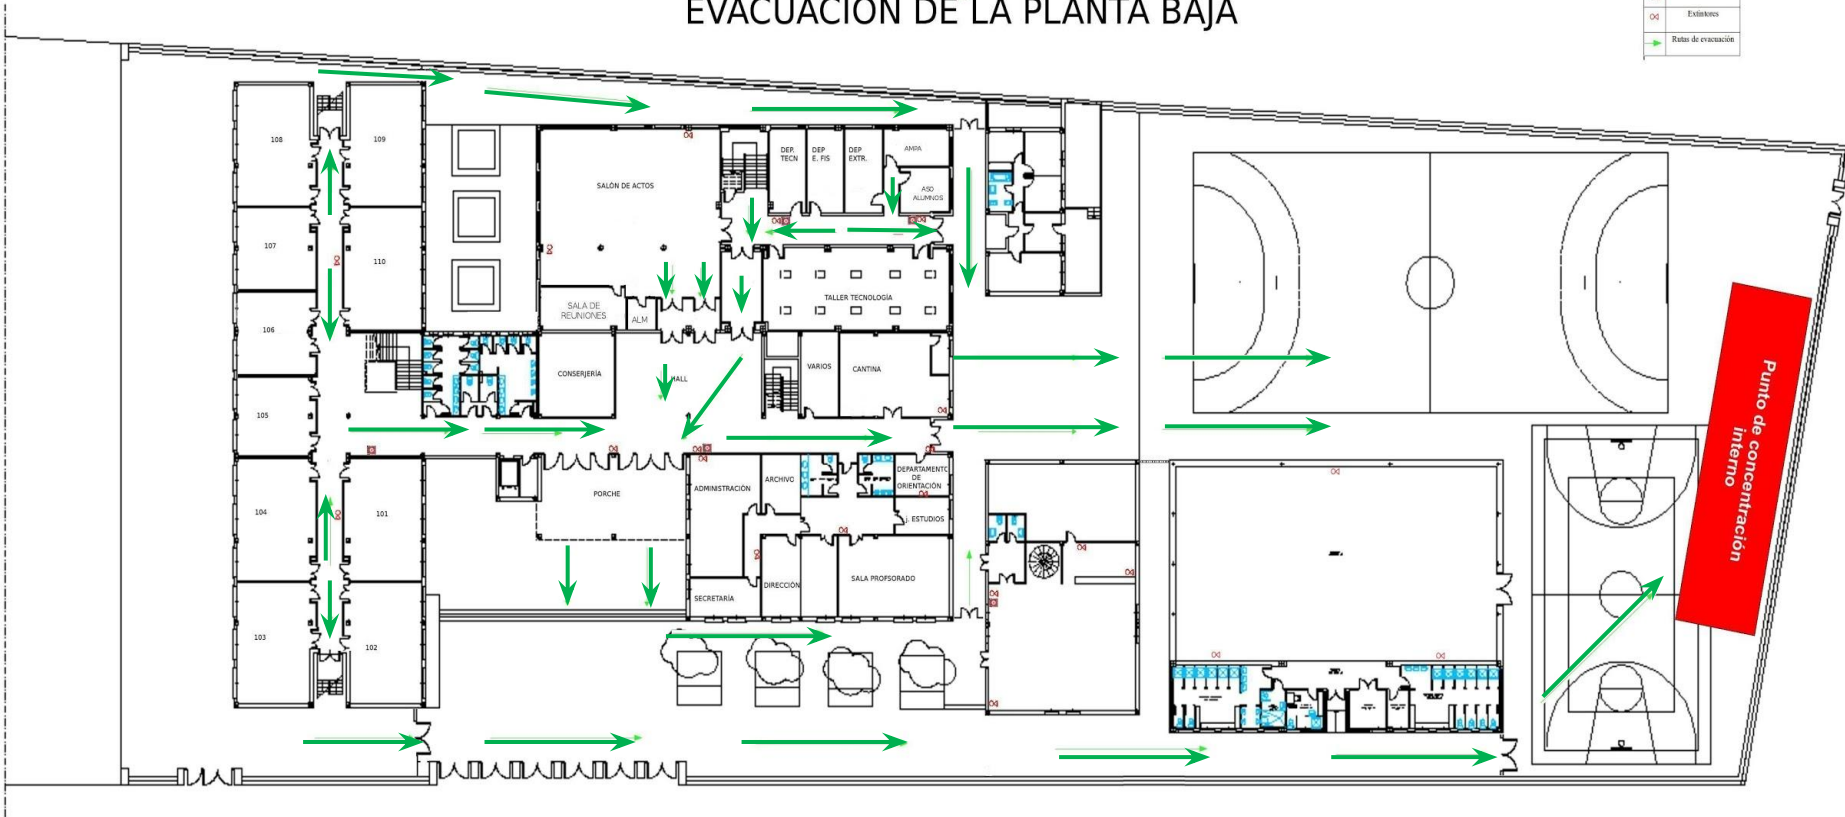 EVACUACIÓN DE LA PLANTA BAJA
Extintores
Rutas de evacuación
108
109
107
110
106
105
104
101
103
102
SALÓN DE ACTOS
SALA DE
REUNIONES
ALM
DEP.
TECN
DEP
E. FIS
DEP
EXTR.
AMPA
ASO
ALUMNOS
TALLER TECNOLOGÍA
CONSERJERÍA
HALL
VARIOS
CANTINA
PORCHE
ADMINISTRACIÓN
ARCHIVO
DEPARTAMENTO
DE
ORIENTACIÓN
j. ESTUDIOS
SECRETARÍA
DIRECCIÓN
SALA PROFSORADO
Punto de concentración
interno